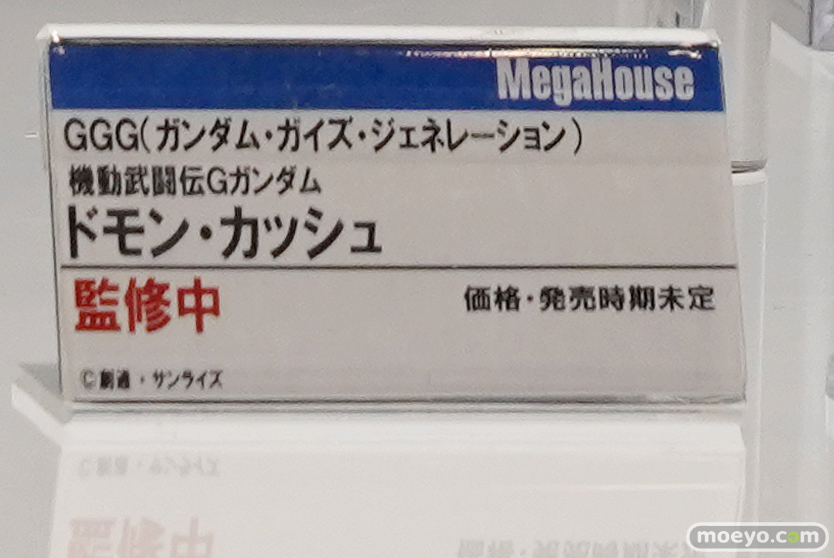 MegaHouse
GGG(ガンダム・ガイズ・ジェネレーション)
機動武闘伝Gガンダム
ドモン・カッシュ
監修中
価格・発売時期未定
©創通・サンライズ
moeyo.com